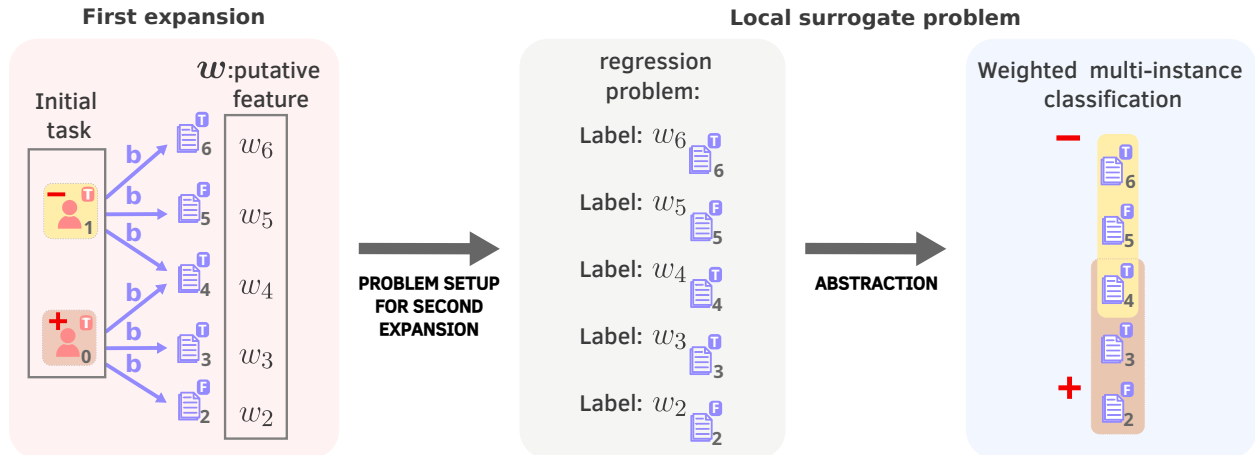 First expansion
Local surrogate problem
w:putative
feature
Initial
task
− T
1
+ T
0
b
b
b
b
b
b
T
6
F
5
T
4
T
3
F
2
w6
w5
w4
w3
w2
PROBLEM SETUP
FOR SECOND
EXPANSION
regression
problem:
Label: w6 T 6
Label: w5 F 5
Label: w4 T 4
Label: w3 T 3
Label: w2 F 2
ABSTRACTION
Weighted multi-instance
classification
−
T
6
F
5
T
4
T
3
+
F
2